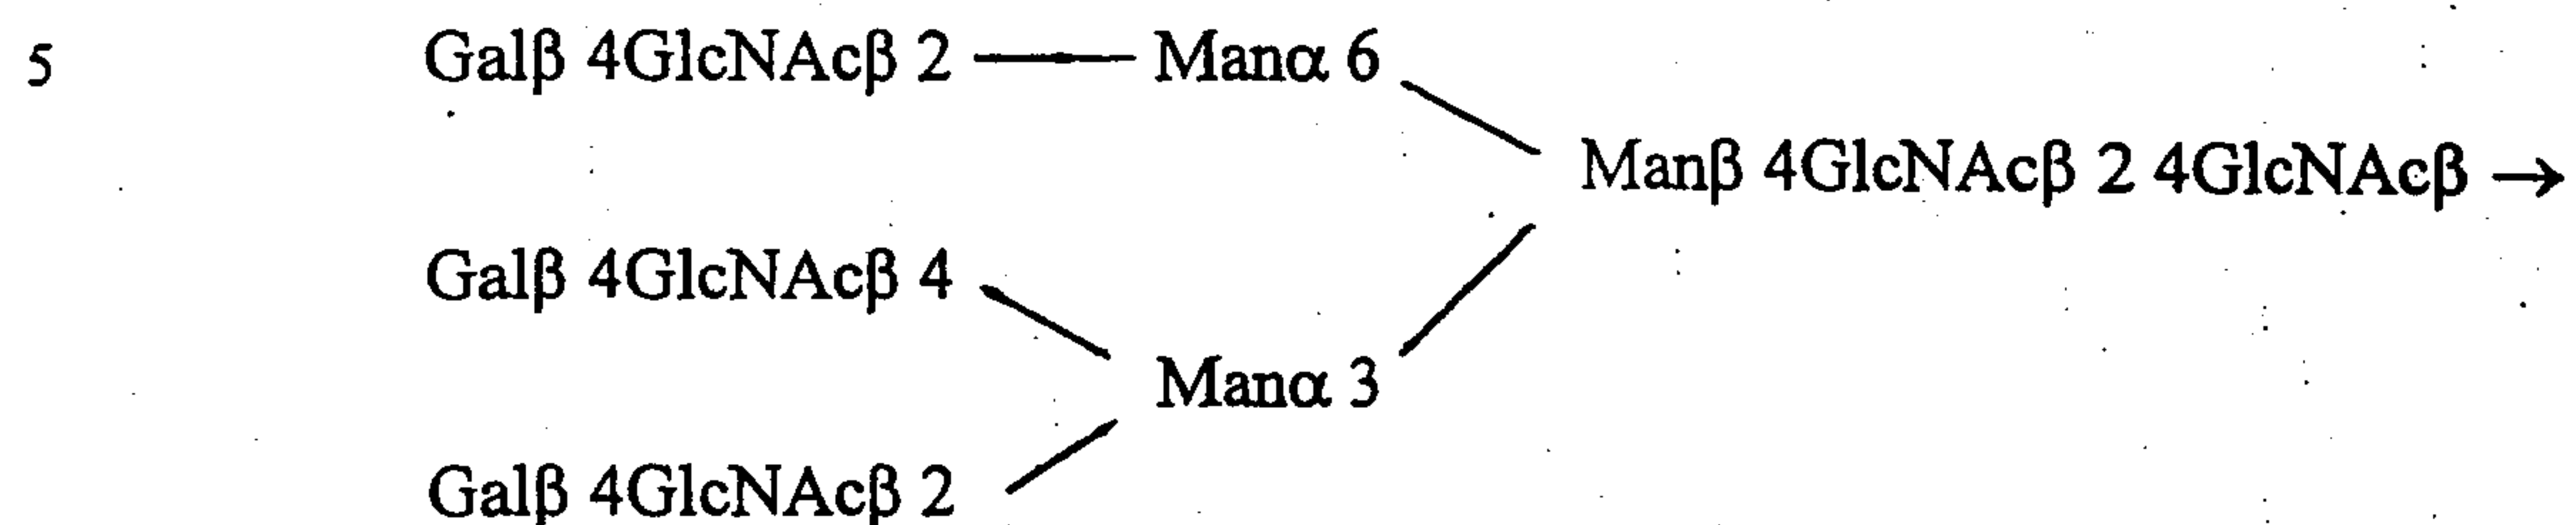 5 Galβ 4GlcNAcβ 2 — Manα 6
Manβ 4GlcNAcβ 2 4GlcNAcβ →
Galβ 4GlcNAcβ 4
Manα 3
Galβ 4GlcNAcβ 2